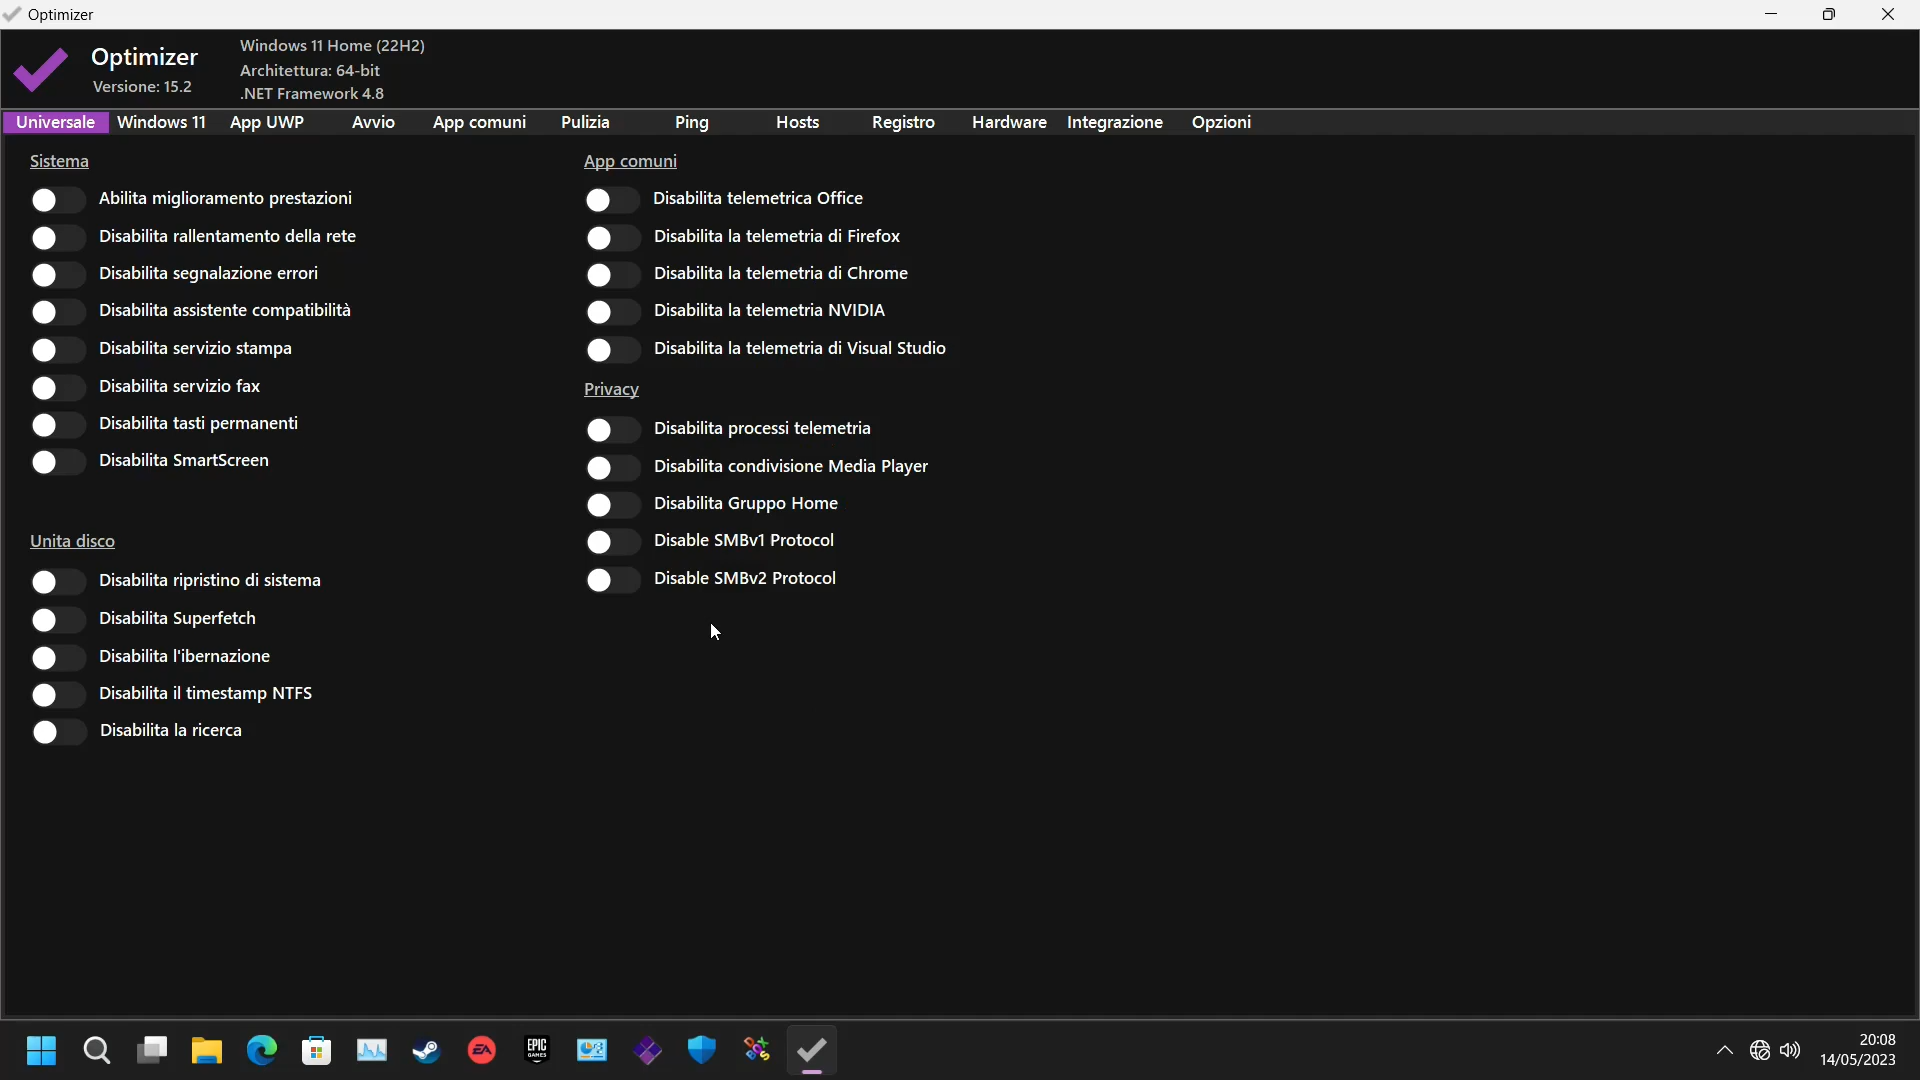 Optimizer
Optimizer
Versione: 15.2
Windows 11 Home (22H2)
Architettura: 64-bit
.NET Framework 4.8
Universale Windows 11 App UWP Avvio App comuni Pulizia Ping Hosts Registro Hardware Integrazione Opzioni
Sistema
Abilita miglioramento prestazioni
Disabilita rallentamento della rete
Disabilita segnalazione errori
Disabilita assistente compatibilità
Disabilita servizio stampa
Disabilita servizio fax
Disabilita tasti permanenti
Disabilita SmartScreen
Unita disco
Disabilita ripristino di sistema
Disabilita Superfetch
Disabilita l'ibernazione
Disabilita il timestamp NTFS
Disabilita la ricerca
App comuni
Disabilita telemetrica Office
Disabilita la telemetria di Firefox
Disabilita la telemetria di Chrome
Disabilita la telemetria NVIDIA
Disabilita la telemetria di Visual Studio
Privacy
Disabilita processi telemetria
Disabilita condivisione Media Player
Disabilita Gruppo Home
Disable SMBv1 Protocol
Disable SMBv2 Protocol
EA
EPIC
GAMES
20:08
14/05/2023